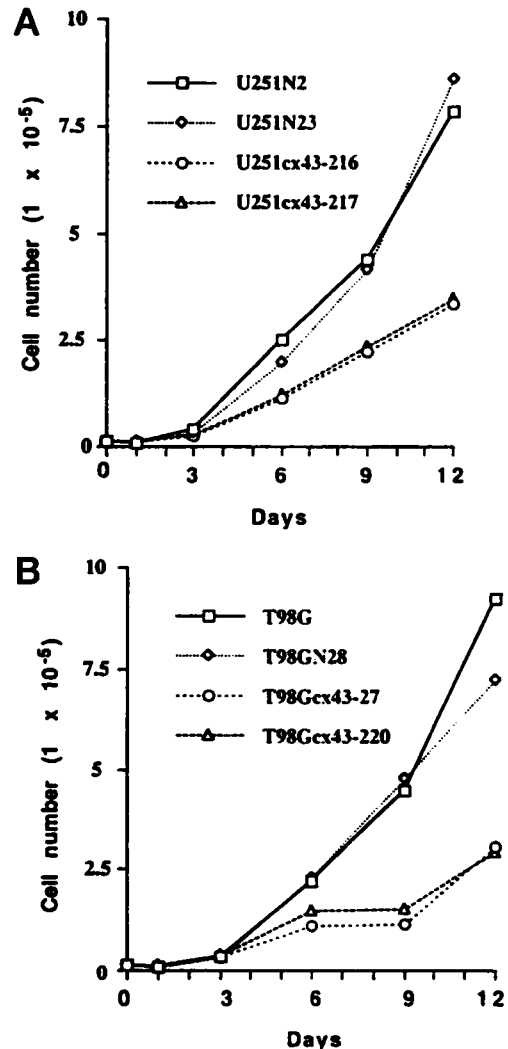 A
10
7.5
5
2.5
0
Cell number (1 x 10-5)
U251N2
U251N23
U251cx43-216
U251cx43-217
0 3 6 9 12
Days
B
10
7.5
5
2.5
0
Cell number (1 x 10-5)
T98G
T98GN28
T98Gcx43-27
T98Gcx43-220
0 3 6 9 12
Days